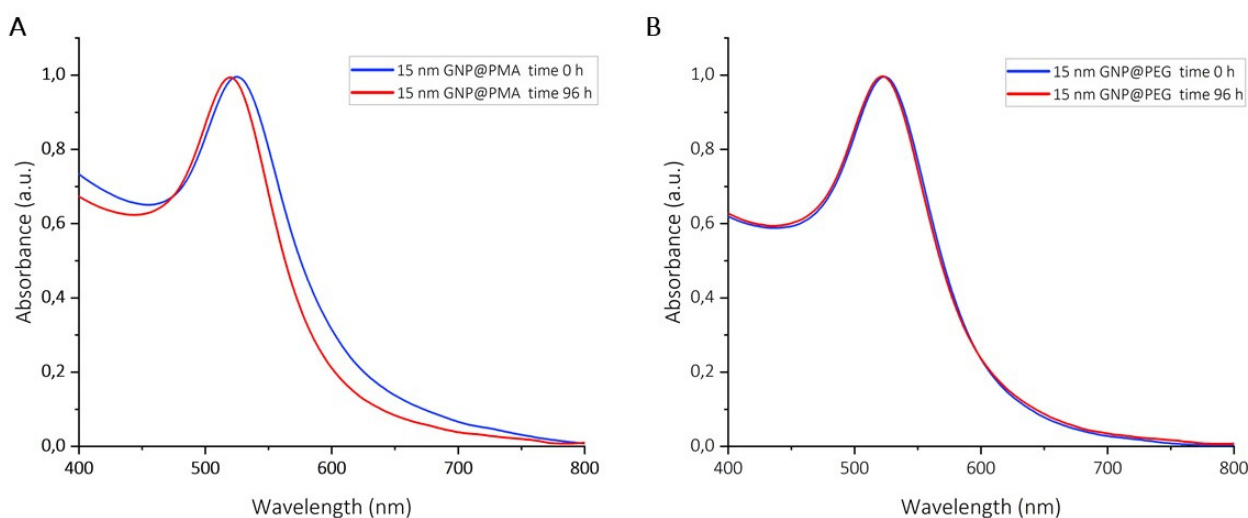 A
15 nm GNP@PMA time 0 h
15 nm GNP@PMA time 96 h
1,0
0,8
0,6
0,4
0,2
0,0
Absorbance (a.u.)
400
500
600
700
800
Wavelength (nm)
B
15 nm GNP@PEG time 0 h
15 nm GNP@PEG time 96 h
1,0
0,8
0,6
0,4
0,2
0,0
Absorbance (a.u.)
400
500
600
700
800
Wavelength (nm)